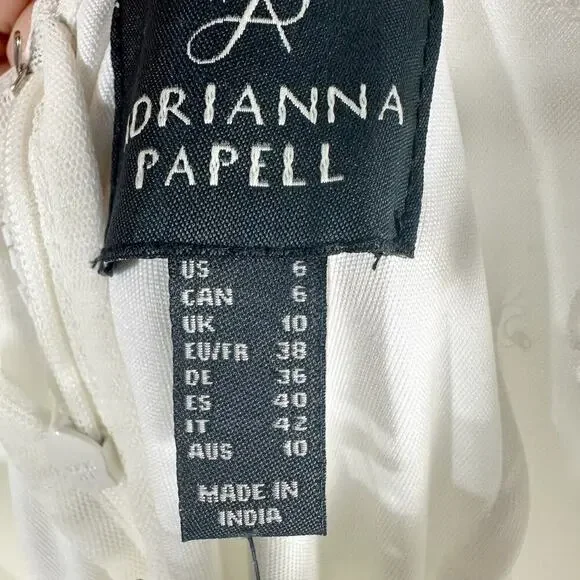 ADRIANNA
PAPELL
US 6
CAN 6
UK 10
EU/FR 38
DE 36
ES 40
IT 42
AUS 10
MADE IN
INDIA